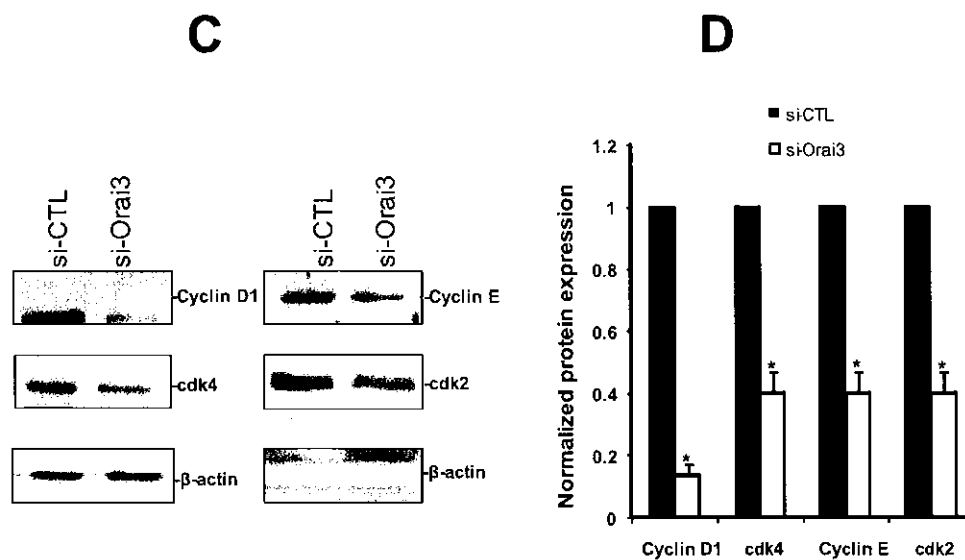 C
D
si-CTL
si-Orai3
si-CTL
si-Orai3
Cyclin D1
Cyclin E
cdk4
cdk2
β-actin
β-actin
si-CTL
si-Orai3
Normalized protein expression
1.2
1
0.8
0.6
0.4
0.2
0
*
*
*
*
Cyclin D1 cdk4 Cyclin E cdk2